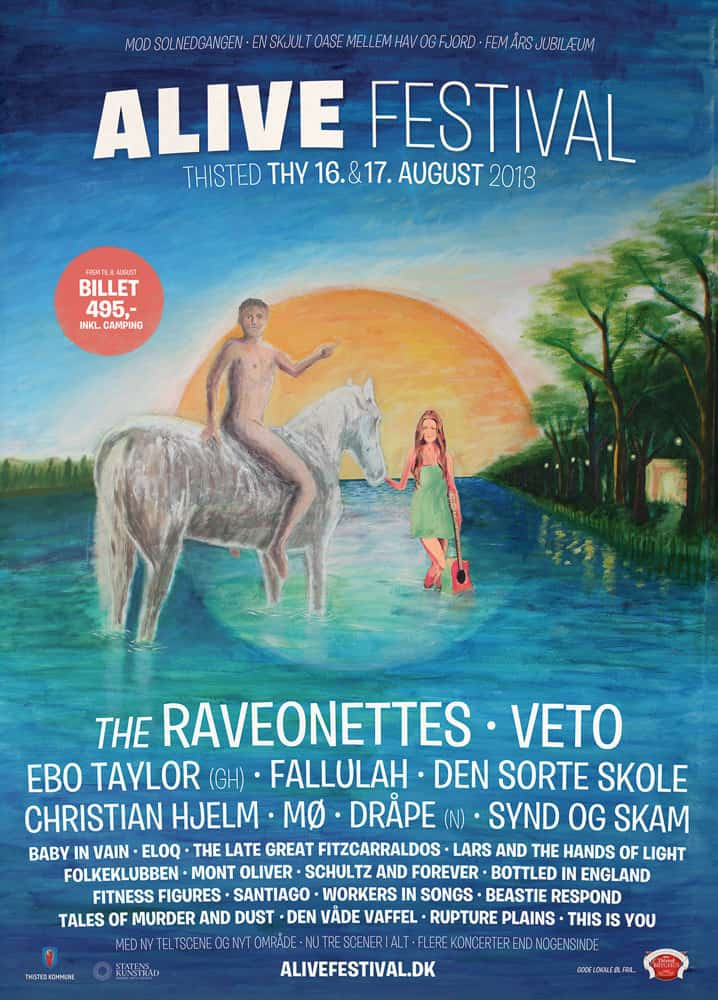 MOD SOLNEDGANGEN · EN SKJULT OASE MELLEM HAV OG FJORD · FEM ÅRS JUBILÆUM
ALIVE FESTIVAL
THISTED THY 16. & 17. AUGUST 2013
FREM TIL 8. AUGUST
BILLET
495,-
INKL. CAMPING
THE RAVEONETTES · VETO
EBO TAYLOR (GH) · FALLULAH · DEN SORTE SKOLE
CHRISTIAN HJELM · MØ · DRÅPE (N) · SYND OG SKAM
BABY IN VAIN · ELOQ · THE LATE GREAT FITZCARRALDOS · LARS AND THE HANDS OF LIGHT
FOLKEKLUBBEN · MONT OLIVER · SCHULTZ AND FOREVER · BOTTLED IN ENGLAND
FITNESS FIGURES · SANTIAGO · WORKERS IN SONGS · BEASTIE RESPOND
TALES OF MURDER AND DUST · DEN VÅDE VAFFEL · RUPTURE PLAINS · THIS IS YOU
MED NY TELTSCENE OG NYT OMRÅDE · NU TRE SCENER I ALT · FLERE KONCERTER END NOGENSINDE
THISTED KOMMUNE
STATENS
KUNSTRÅD
ALIVEFESTIVAL.DK
GODE LOKALE ØL FRA...
Thisted
BRYGHUS